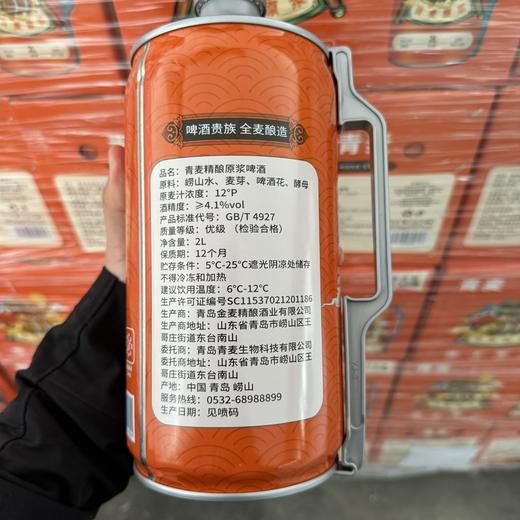 啤酒贵族 全麦酿造
品名：青麦精酿原浆啤酒
原料：崂山水、麦芽、啤酒花、酵母
原麦汁浓度：12°P
酒精度：≥4.1%vol
产品标准代号：GB/T 4927
质量等级：优级 （检验合格）
净含量：2L
保质期：12个月
贮存条件：5°C-25°C遮光阴凉处储存
不得冷冻和加热
建议饮用温度：6°C-12°C
生产许可证编号SC11537021201186
生产商：青岛金麦精酿酒业有限公司
生产商地址：山东省青岛市崂山区王
哥庄街道东台南山
委托商：青岛青麦生物科技有限公司
委托商地址：山东省青岛市崂山区王
哥庄街道东台南山
产地：中国 青岛 崂山
服务热线：0532-68988899
生产日期：见喷码